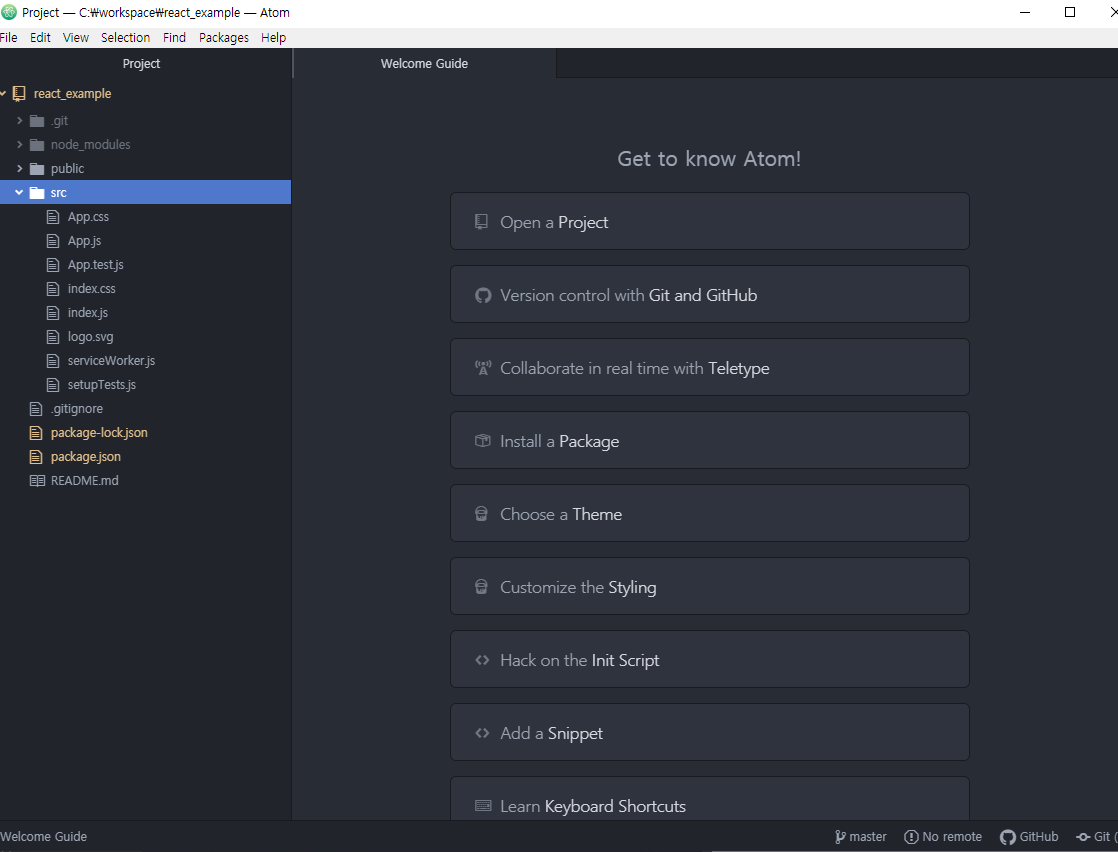 Project — C:₩workspace₩react_example — Atom
File Edit View Selection Find Packages Help
Project
Welcome Guide
react_example
.git
node_modules
public
src
App.css
App.js
App.test.js
index.css
index.js
logo.svg
serviceWorker.js
setupTests.js
.gitignore
package-lock.json
package.json
README.md
Get to know Atom!
Open a Project
Version control with Git and GitHub
Collaborate in real time with Teletype
Install a Package
Choose a Theme
Customize the Styling
Hack on the Init Script
Add a Snippet
Learn Keyboard Shortcuts
Welcome Guide
master No remote GitHub Git (